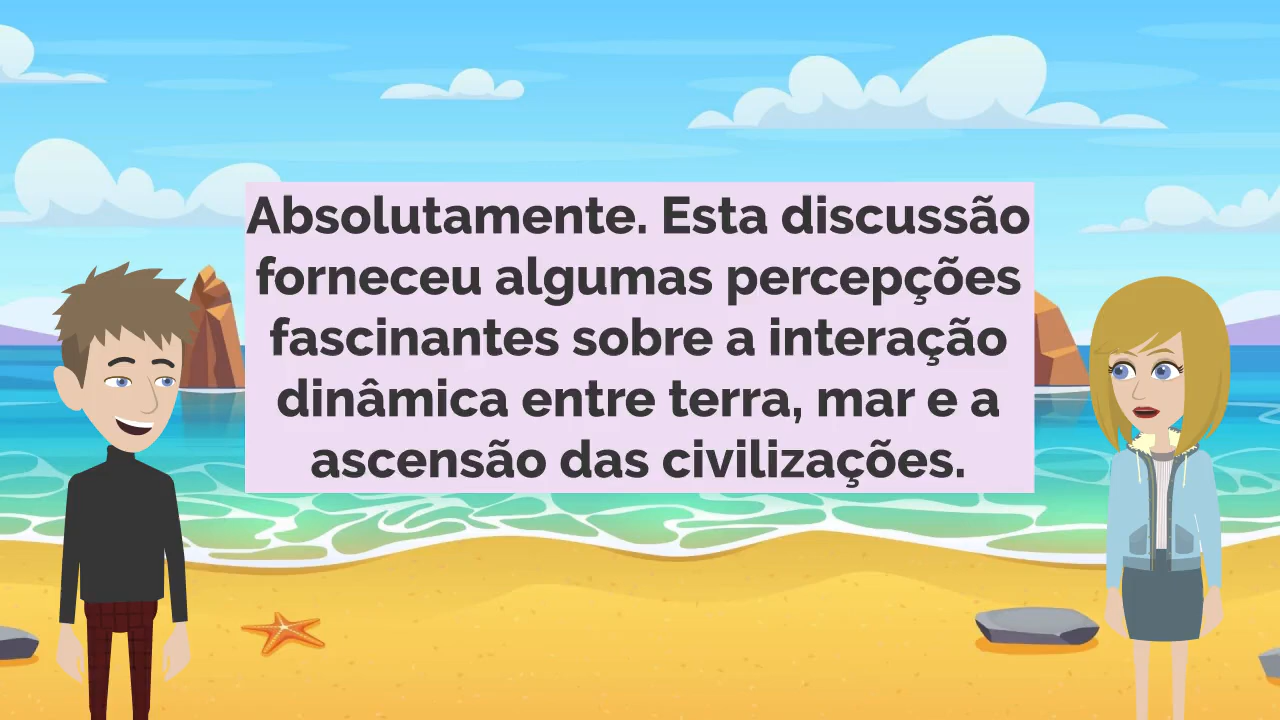 Absolutamente. Esta discussão
forneceu algumas percepções
fascinantes sobre a interação
dinâmica entre terra, mar e a
ascensão das civilizações.